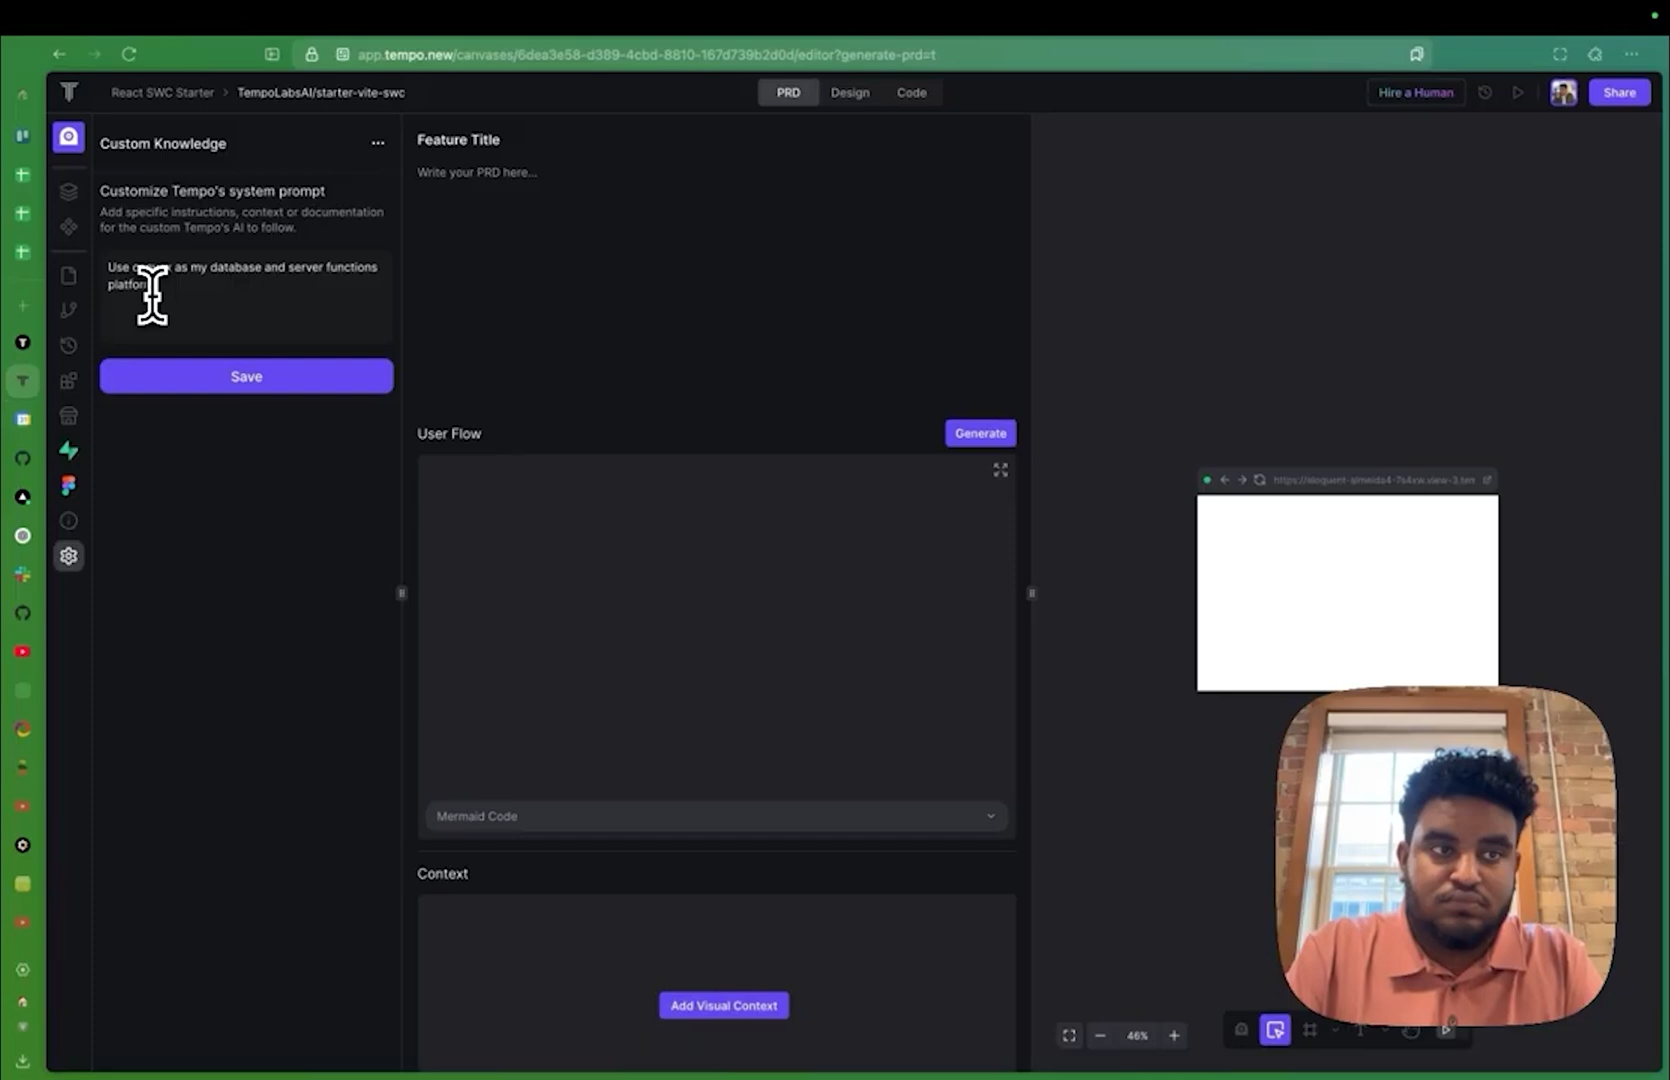 app.tempo.new/canvases/6dea3e58-d389-4cbd-8810-167d739b2d0d/editor?generate-prd=t
React SWC Starter > TempoLabsAI/starter-vite-swc
PRD Design Code
Hire a Human
Share
Custom Knowledge
Customize Tempo's system prompt
Add specific instructions, context or documentation
for the custom Tempo's AI to follow.
Use as my database and server functions
Save
Feature Title
Write your PRD here...
User Flow
Generate
Mermaid Code
Context
Add Visual Context
46%